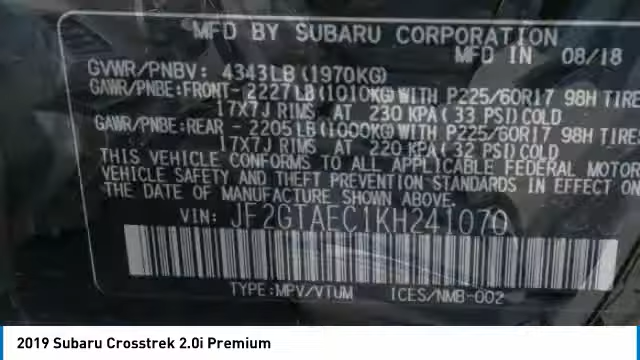 MFD BY SUBARU CORPORATION
MFD IN 08/18
GVWR/PNBV: 4343LB(1970KG)
GAWR/PNBE:FRONT-2227LB(1010KG)WITH P225/60R17 98H TIRE
17X7J RIMS AT 230 KPA(33 PSI)COLD
GAWR/PNBE:REAR -2205LB(1000KG)WITH P225/60R17 98H TIRE
17X7J RIMS AT 220 KPA(32 PSI)COLD
THIS VEHICLE CONFORMS TO ALL APPLICABLE FEDERAL MOTOR
VEHICLE SAFETY AND THEFT PREVENTION STANDARDS IN EFFECT ON
THE DATE OF MANUFACTURE SHOWN ABOVE.
VIN: JF2GTAEC1KH241070
TYPE:MPV/VTUM ICES/NMB-002
2019 Subaru Crosstrek 2.0i Premium